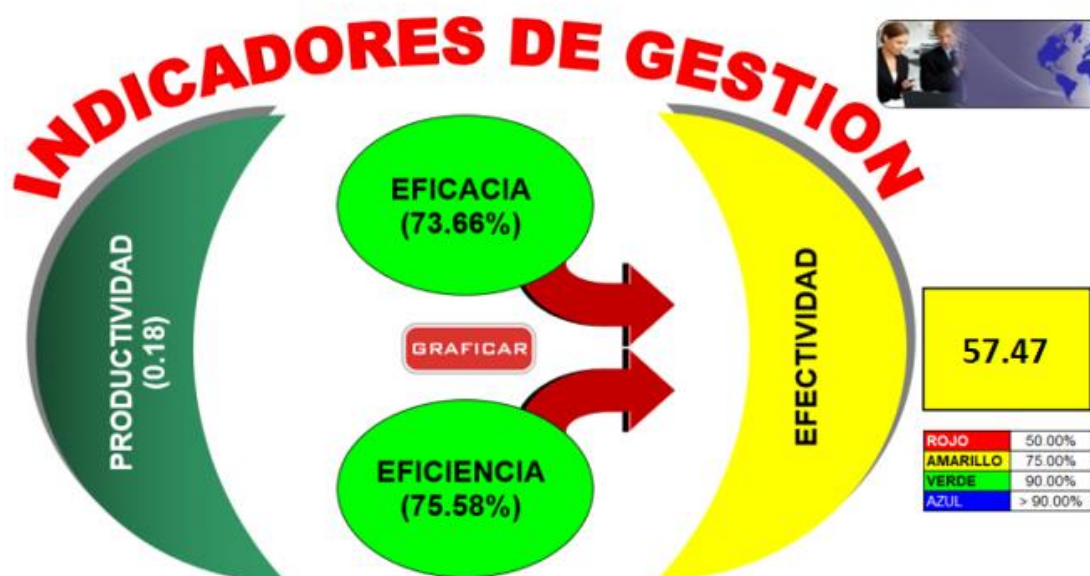 INDICADORES DE GESTION
PRODUCTIVIDAD
(0.18)
EFICACIA
(73.66%)
GRAFICAR
EFICIENCIA
(75.58%)
EFECTIVIDAD
57.47
ROJO 50.00%
AMARILLO 75.00%
VERDE 90.00%
AZUL > 90.00%